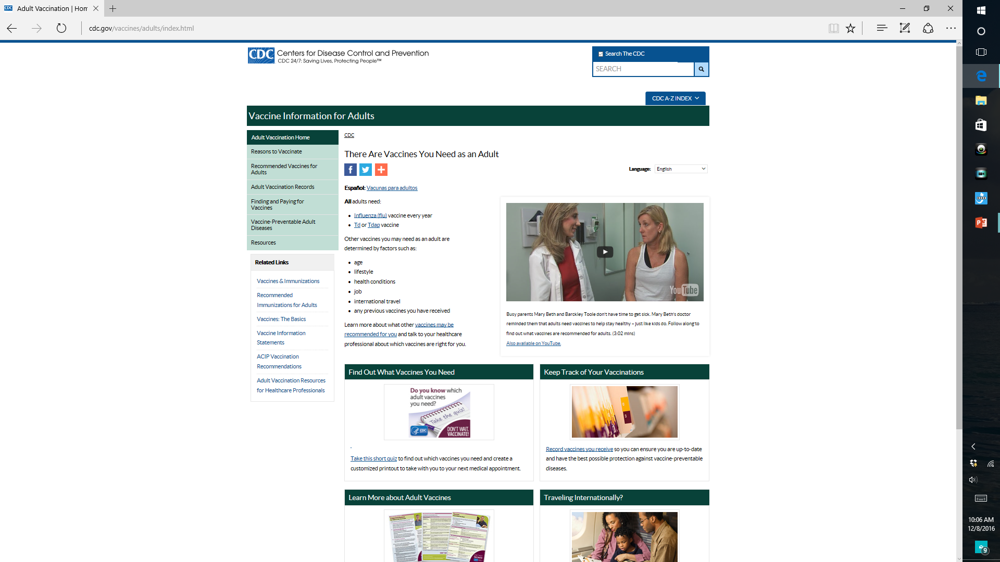 Adult Vaccination | Hom
cdc.gov/vaccines/adults/index.html
CDC Centers for Disease Control and Prevention
CDC 24/7: Saving Lives, Protecting People™
Search The CDC
SEARCH
CDC A-Z INDEX
Vaccine Information for Adults
Adult Vaccination Home
Reasons to Vaccinate
Recommended Vaccines for
Adults
Adult Vaccination Records
Finding and Paying for
Vaccines
Vaccine-Preventable Adult
Diseases
Resources
Related Links
Vaccines & Immunizations
Recommended
Immunizations for Adults
Vaccines: The Basics
Vaccine Information
Statements
ACIP Vaccination
Recommendations
Adult Vaccination Resources
for Healthcare Professionals
CDC
There Are Vaccines You Need as an Adult
Language: English
Español: Vacunas para adultos
All adults need:
Influenza (flu) vaccine every year
Td or Tdap vaccine
Other vaccines you may need as an adult are
determined by factors such as:
age
lifestyle
health conditions
job
international travel
any previous vaccines you have received
Learn more about what other vaccines may be
recommended for you and talk to your healthcare
professional about which vaccines are right for you.
YouTube
Busy parents Mary Beth and Barckley Toole don't have time to get sick. Mary Beth's doctor
reminded them that adults need vaccines to help stay healthy – just like kids do. Follow along to
find out what vaccines are recommended for adults. (3:02 mins)
Also available on YouTube.
Find Out What Vaccines You Need
Do you know which
adult vaccines
you need?
Take the quiz!
CDC
DON'T WAIT.
VACCINATE!
Take this short quiz to find out which vaccines you need and create a
customized printout to take with you to your next medical appointment.
Keep Track of Your Vaccinations
Record vaccines you receive so you can ensure you are up-to-date
and have the best possible protection against vaccine-preventable
diseases.
Learn More about Adult Vaccines
Traveling Internationally?
10:06 AM
12/8/2016
9